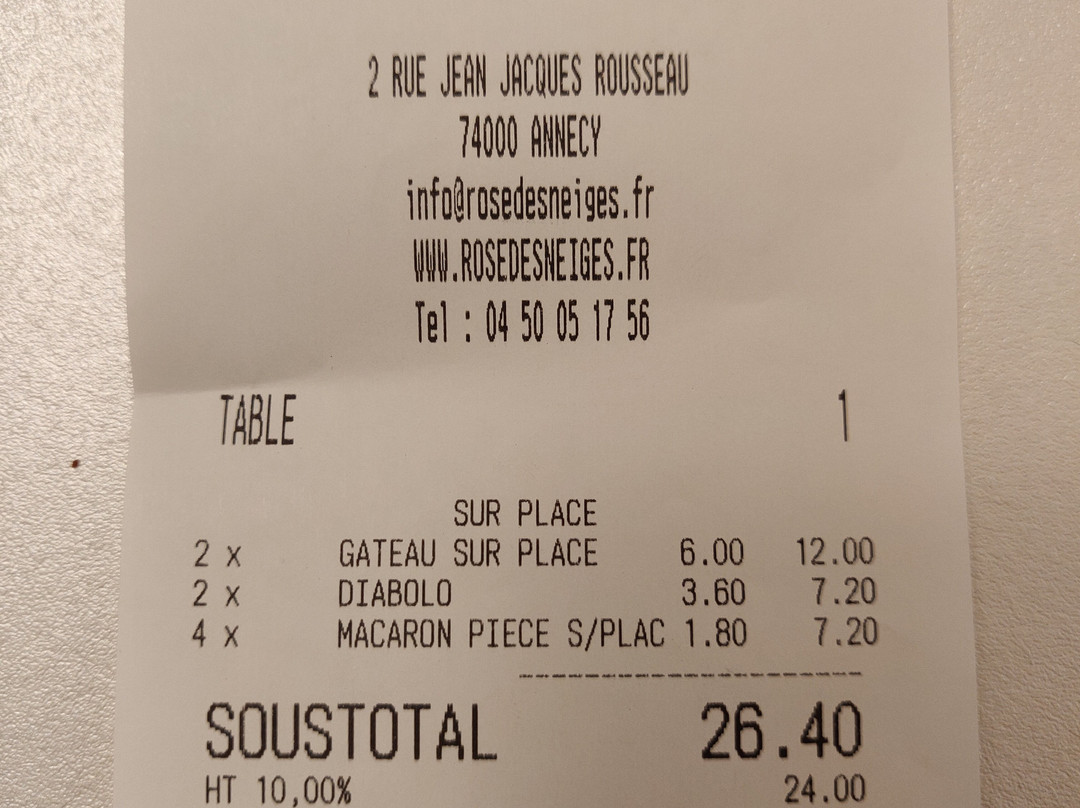 2 RUE JEAN JACQUES ROUSSEAU
74000 ANNECY
info@rosedesneiges.fr
WWW.ROSEDESNEIGES.FR
Tel : 04 50 05 17 56
TABLE 1
SUR PLACE
2 x GATEAU SUR PLACE 6.00 12.00
2 x DIABOLO 3.60 7.20
4 x MACARON PIECE S/PLAC 1.80 7.20
SOUSTOTAL 26.40
HT 10,00% 24.00